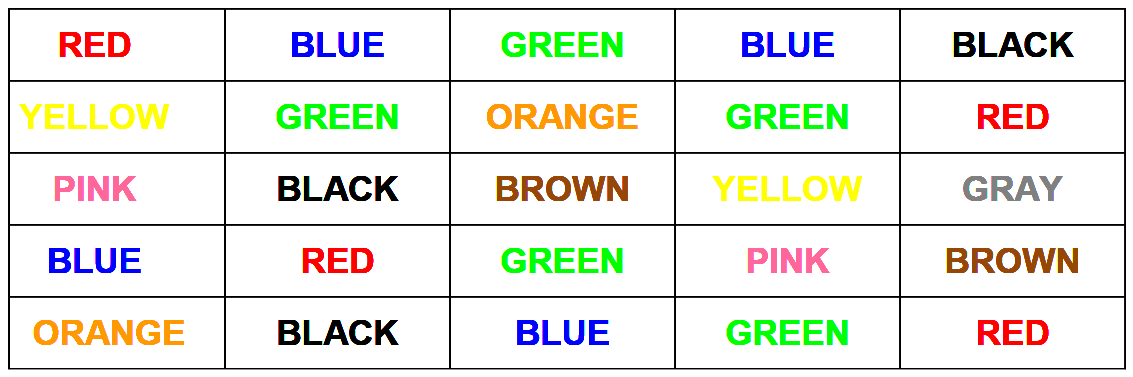 RED BLUE GREEN BLUE BLACK
YELLOW GREEN ORANGE GREEN RED
PINK BLACK BROWN YELLOW GRAY
BLUE RED GREEN PINK BROWN
ORANGE BLACK BLUE GREEN RED